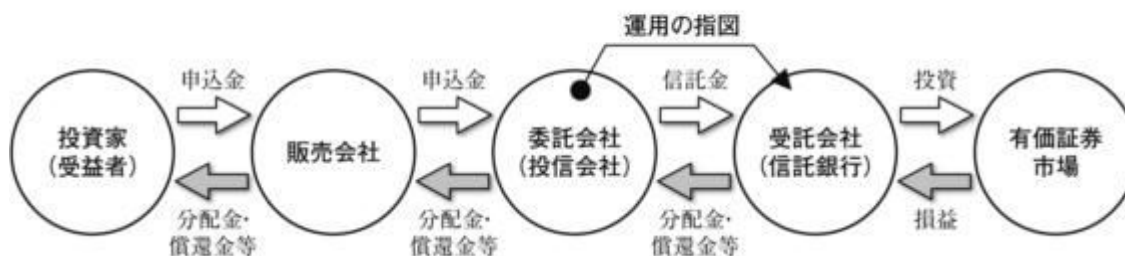 運用の指図
申込金
申込金
信託金
投資
投資家
(受益者)
販売会社
委託会社
(投信会社)
受託会社
(信託銀行)
有価証券
市場
分配金・
償還金等
分配金・
償還金等
分配金・
償還金等
損益